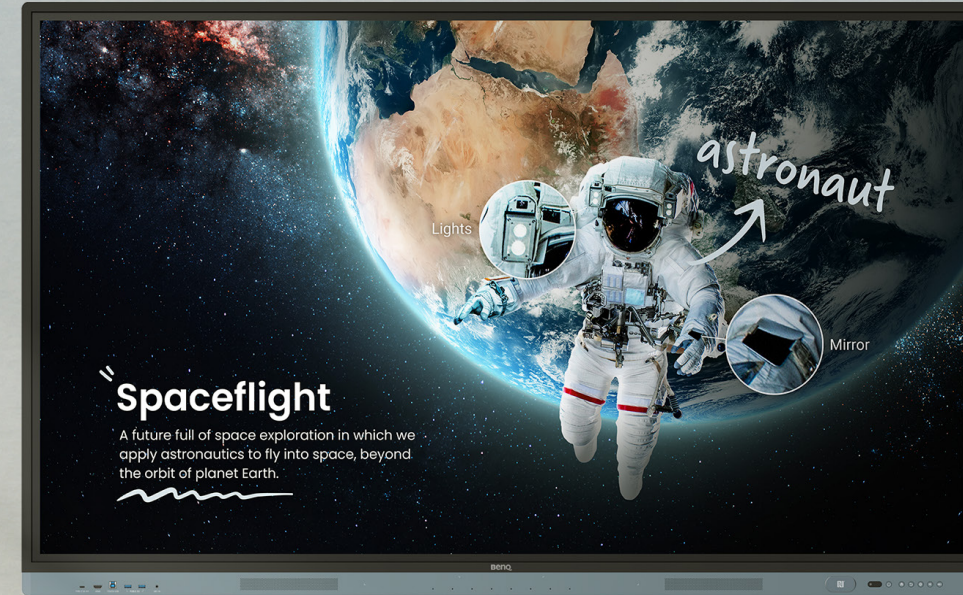 astronaut
Lights
Mirror
Spaceflight
A future full of space exploration in which we
apply astronautics to fly into space, beyond
the orbit of planet Earth.
BenQ